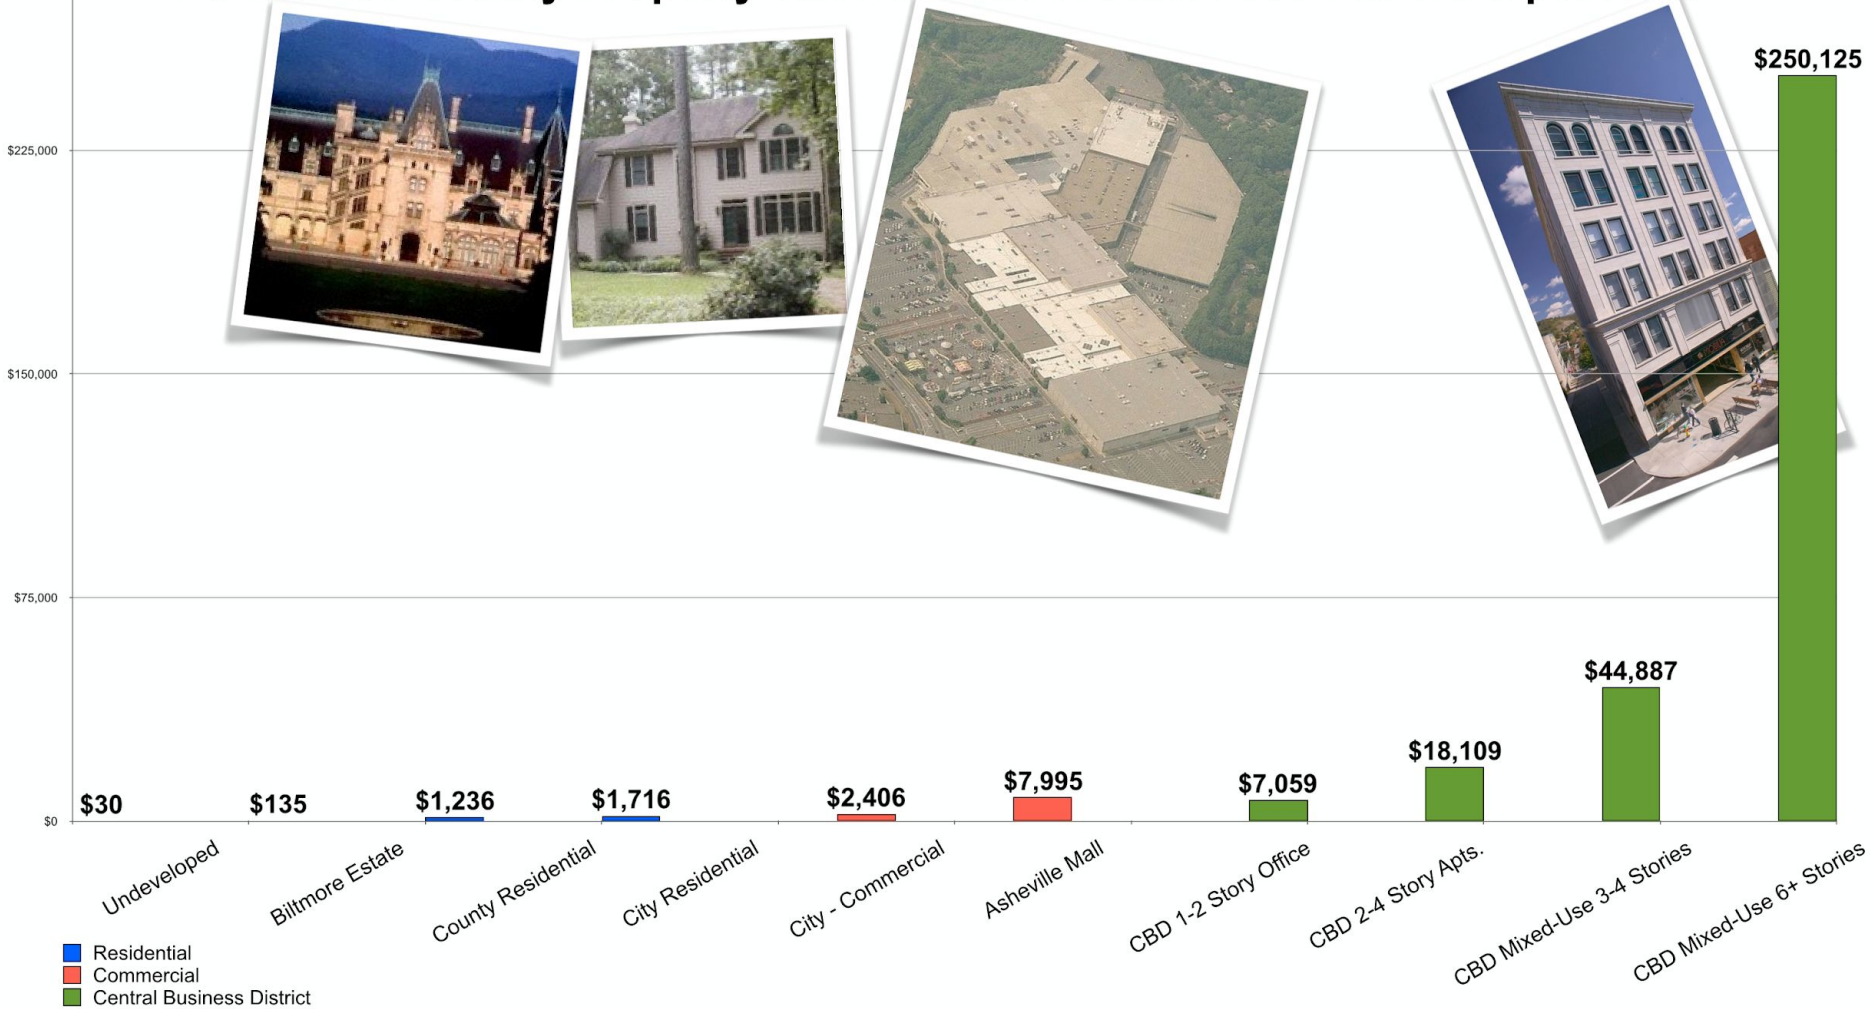 $250,125
$225,000
$150,000
$75,000
$44,887
$18,109
$7,995
$7,059
$2,406
$1,716
$1,236
$135
$30
$0
Undeveloped
Biltmore Estate
County Residential
City Residential
City - Commercial
Asheville Mall
CBD 1-2 Story Office
CBD 2-4 Story Apts.
CBD Mixed-Use 3-4 Stories
CBD Mixed-Use 6+ Stories
Residential
Commercial
Central Business District